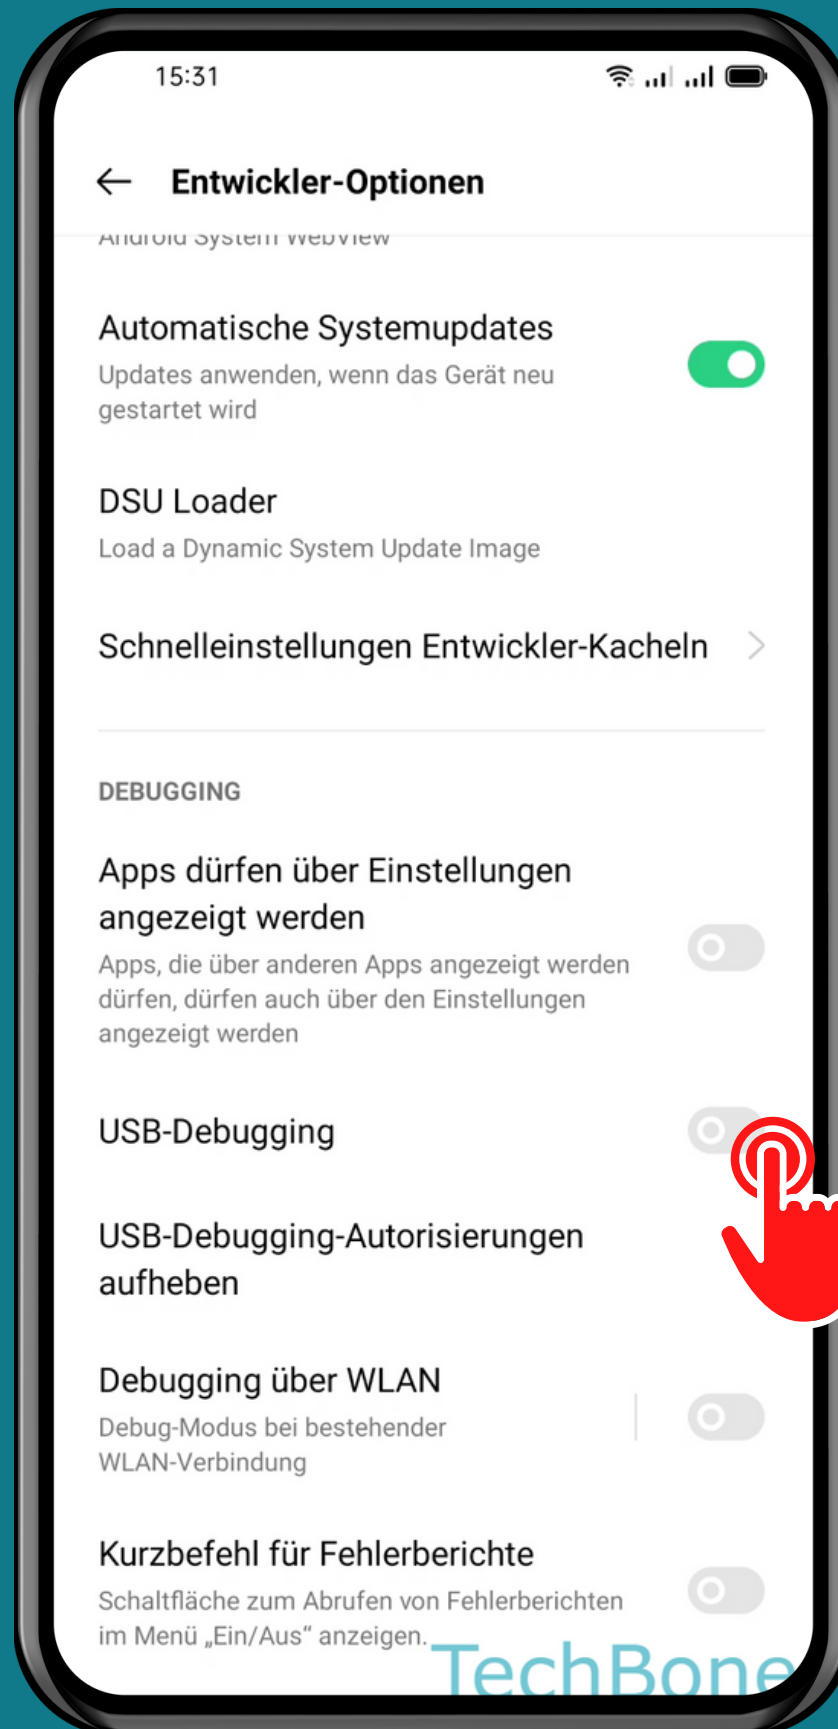 15:31
Entwickler-Optionen
Android System WebView
Automatische Systemupdates
Updates anwenden, wenn das Gerät neu
gestartet wird
DSU Loader
Load a Dynamic System Update Image
Schnelleinstellungen Entwickler-Kacheln
DEBUGGING
Apps dürfen über Einstellungen
angezeigt werden
Apps, die über anderen Apps angezeigt werden
dürfen, dürfen auch über den Einstellungen
angezeigt werden
USB-Debugging
USB-Debugging-Autorisierungen
aufheben
Debugging über WLAN
Debug-Modus bei bestehender
WLAN-Verbindung
Kurzbefehl für Fehlerberichte
Schaltfläche zum Abrufen von Fehlerberichten
im Menü „Ein/Aus“ anzeigen.
TechBone